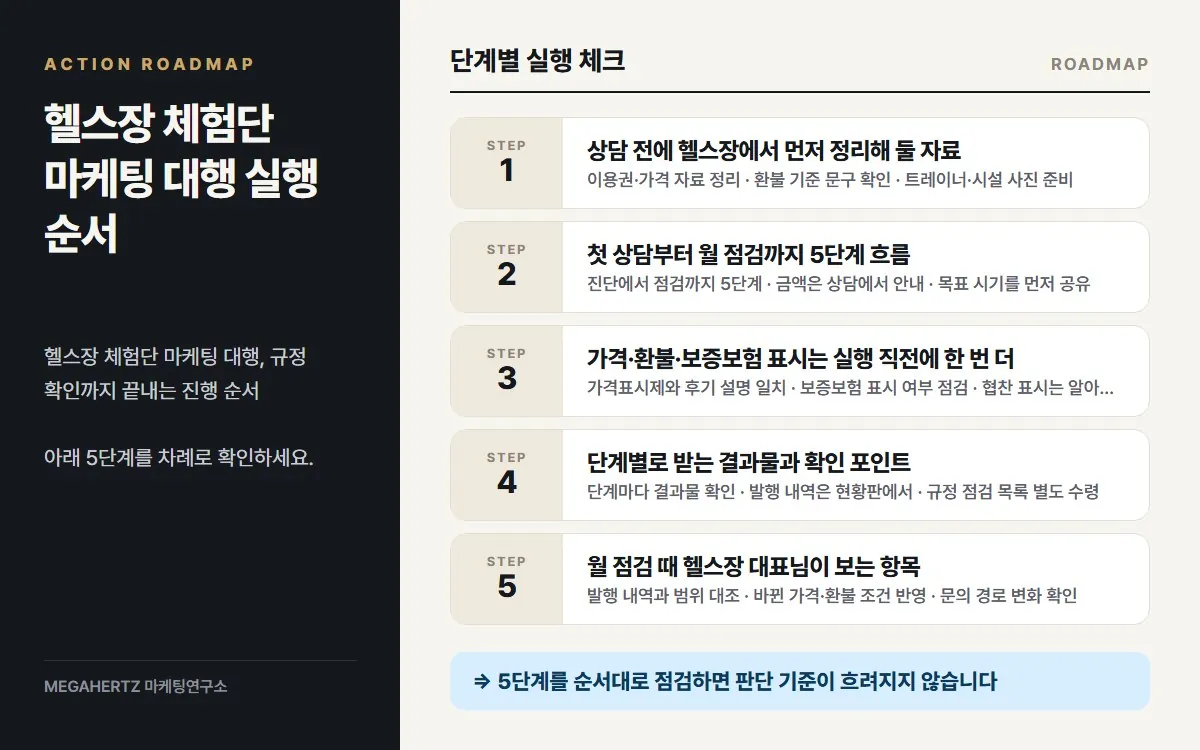 ACTION ROADMAP
헬스장 체험단
마케팅 대행 실행
순서
헬스장 체험단 마케팅 대행, 규정
확인까지 끝내는 진행 순서
아래 5단계를 차례로 확인하세요.
MEGAHERTZ 마케팅연구소
단계별 실행 체크
ROADMAP
STEP
1
상담 전에 헬스장에서 먼저 정리해 둘 자료
이용권·가격 자료 정리 · 환불 기준 문구 확인 · 트레이너·시설 사진 준비
STEP
2
첫 상담부터 월 점검까지 5단계 흐름
진단에서 점검까지 5단계 · 금액은 상담에서 안내 · 목표 시기를 먼저 공유
STEP
3
가격·환불·보증보험 표시는 실행 직전에 한 번 더
가격표시제와 후기 설명 일치 · 보증보험 표시 여부 점검 · 협찬 표시는 알아...
STEP
4
단계별로 받는 결과물과 확인 포인트
단계마다 결과물 확인 · 발행 내역은 현황판에서 · 규정 점검 목록 별도 수령
STEP
5
월 점검 때 헬스장 대표님이 보는 항목
발행 내역과 범위 대조 · 바뀐 가격·환불 조건 반영 · 문의 경로 변화 확인
→ 5단계를 순서대로 점검하면 판단 기준이 흐려지지 않습니다